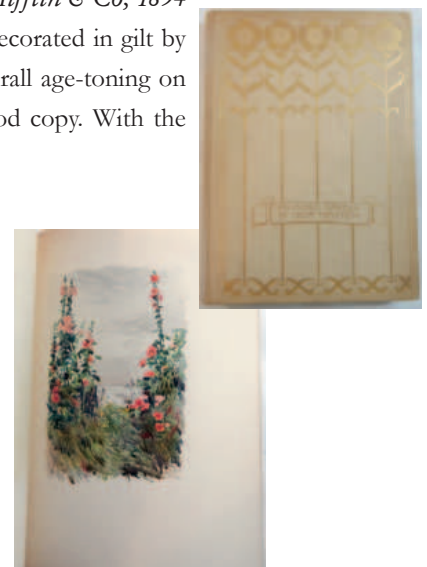 ifflin & Co, 1894
ecorated in gilt by
rall age-toning on
od copy. With the